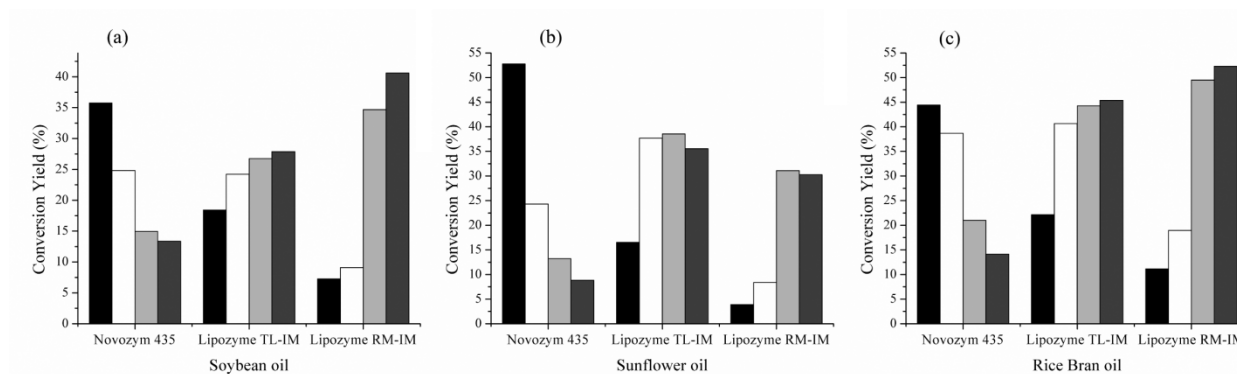 (a)
Conversion Yield (%)
40
35
30
25
20
15
10
5
0
Novozym 435 Lipozyme TL-IM Lipozyme RM-IM
Soybean oil
(b)
Conversion Yield (%)
55
50
45
40
35
30
25
20
15
10
5
0
Novozym 435 Lipozyme TL-IM Lipozyme RM-IM
Sunflower oil
(c)
Conversion Yield (%)
55
50
45
40
35
30
25
20
15
10
5
0
Novozym 435 Lipozyme TL-IM Lipozyme RM-IM
Rice Bran oil